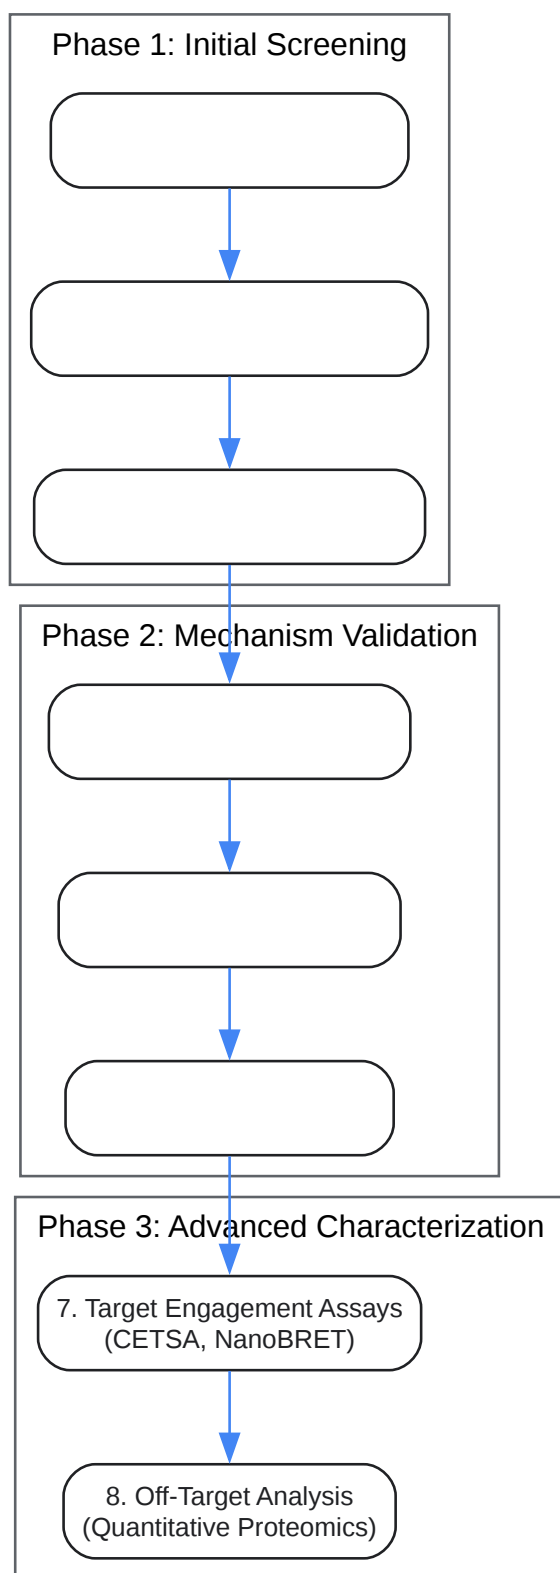 Phase 1: Initial Screening
Phase 2: Mechanism Validation
Phase 3: Advanced Characterization
7. Target Engagement Assays
(CETSA, NanoBRET)
8. Off-Target Analysis
(Quantitative Proteomics)